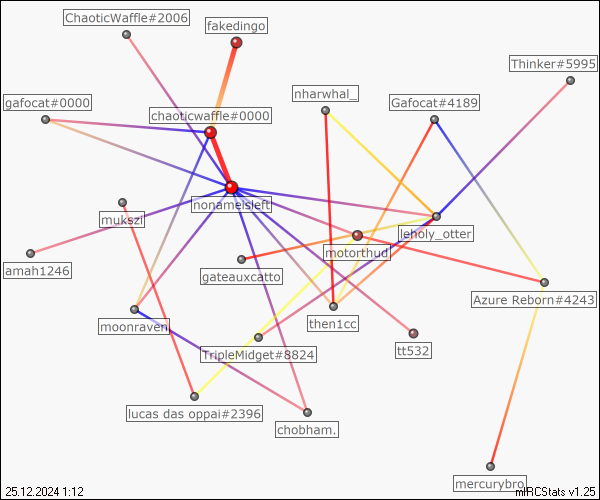 ChaoticWaffle#2006
fakedingo
Thinker#5995
nharwhal_
gafocat#0000
Gafocat#4189
chaoticwaffle#0000
nonameisleft
mukszi
leholy_otter
motorthud
amah1246
gateauxcatto
Azure Reborn#4243
moonraven
then1cc
TripleMidget#8824
tt532
lucas das oppai#2396
chobham.
mercurybro
25.12.2024 1:12
mIRCStats v1.25